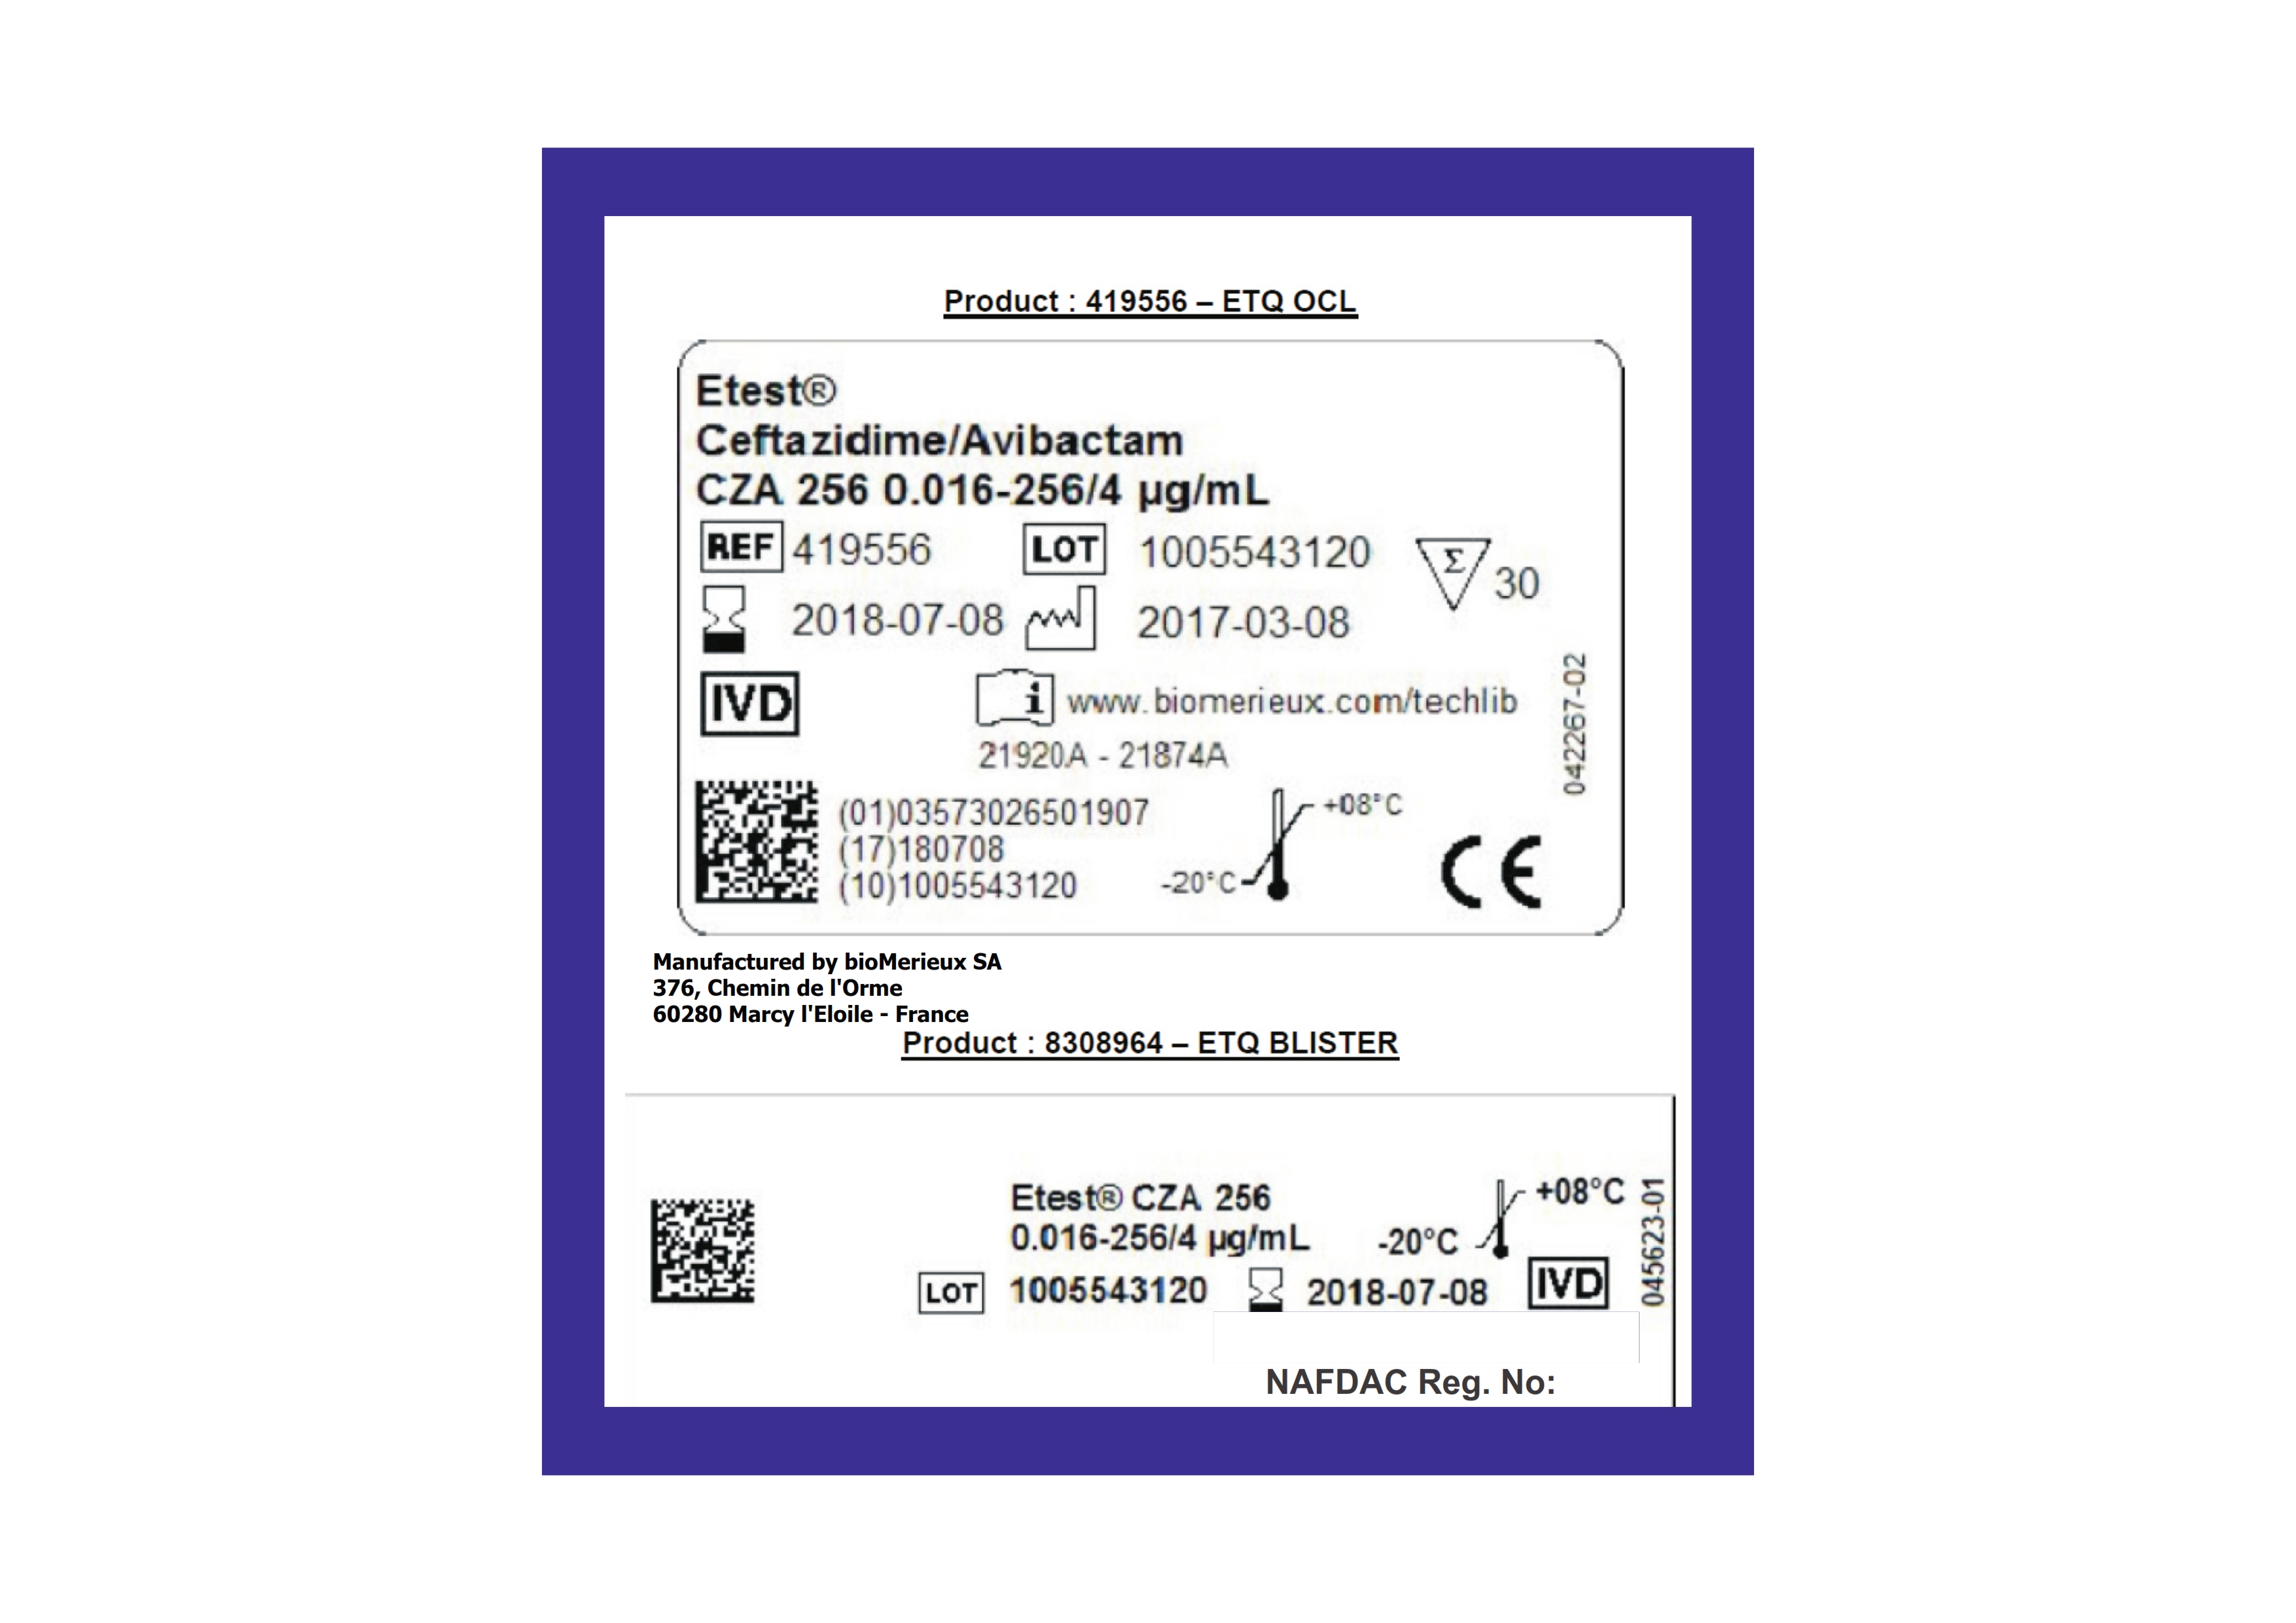 Product : 419556 – ETQ OCL
Etest®
Ceftazidime/Avibactam
CZA 256 0.016-256/4 µg/mL
REF 419556 LOT 1005543120 Σ 30
2018-07-08 2017-03-08
IVD i www.biomerieux.com/techlib
21920A - 21874A
042267-02
(01)03573026501907
(17)180708
(10)1005543120
+08°C
-20°C
CE
Manufactured by bioMerieux SA
376, Chemin de l'Orme
60280 Marcy l'Eloile - France
Product : 8308964 – ETQ BLISTER
Etest® CZA 256
0.016-256/4 µg/mL
-20°C +08°C
LOT 1005543120 2018-07-08 IVD
045623-01
NAFDAC Reg. No: